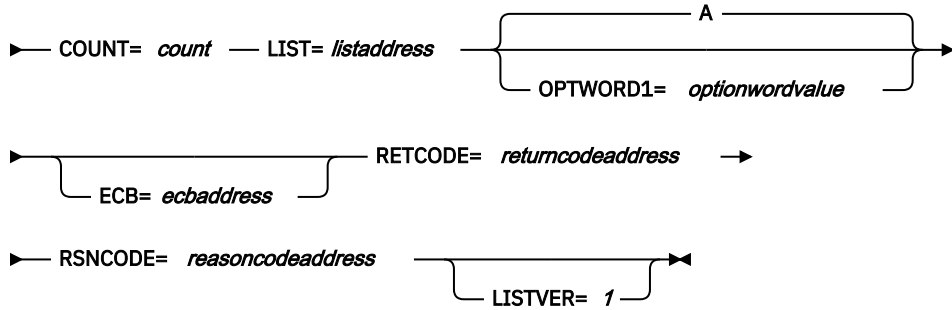 A
COUNT= count LIST= listaddress
OPTWORD1= optionwordvalue
RETCODE= returncodeaddress
ECB= ecbaddress
RSNCODE= reasoncodeaddress
LISTVER= 1